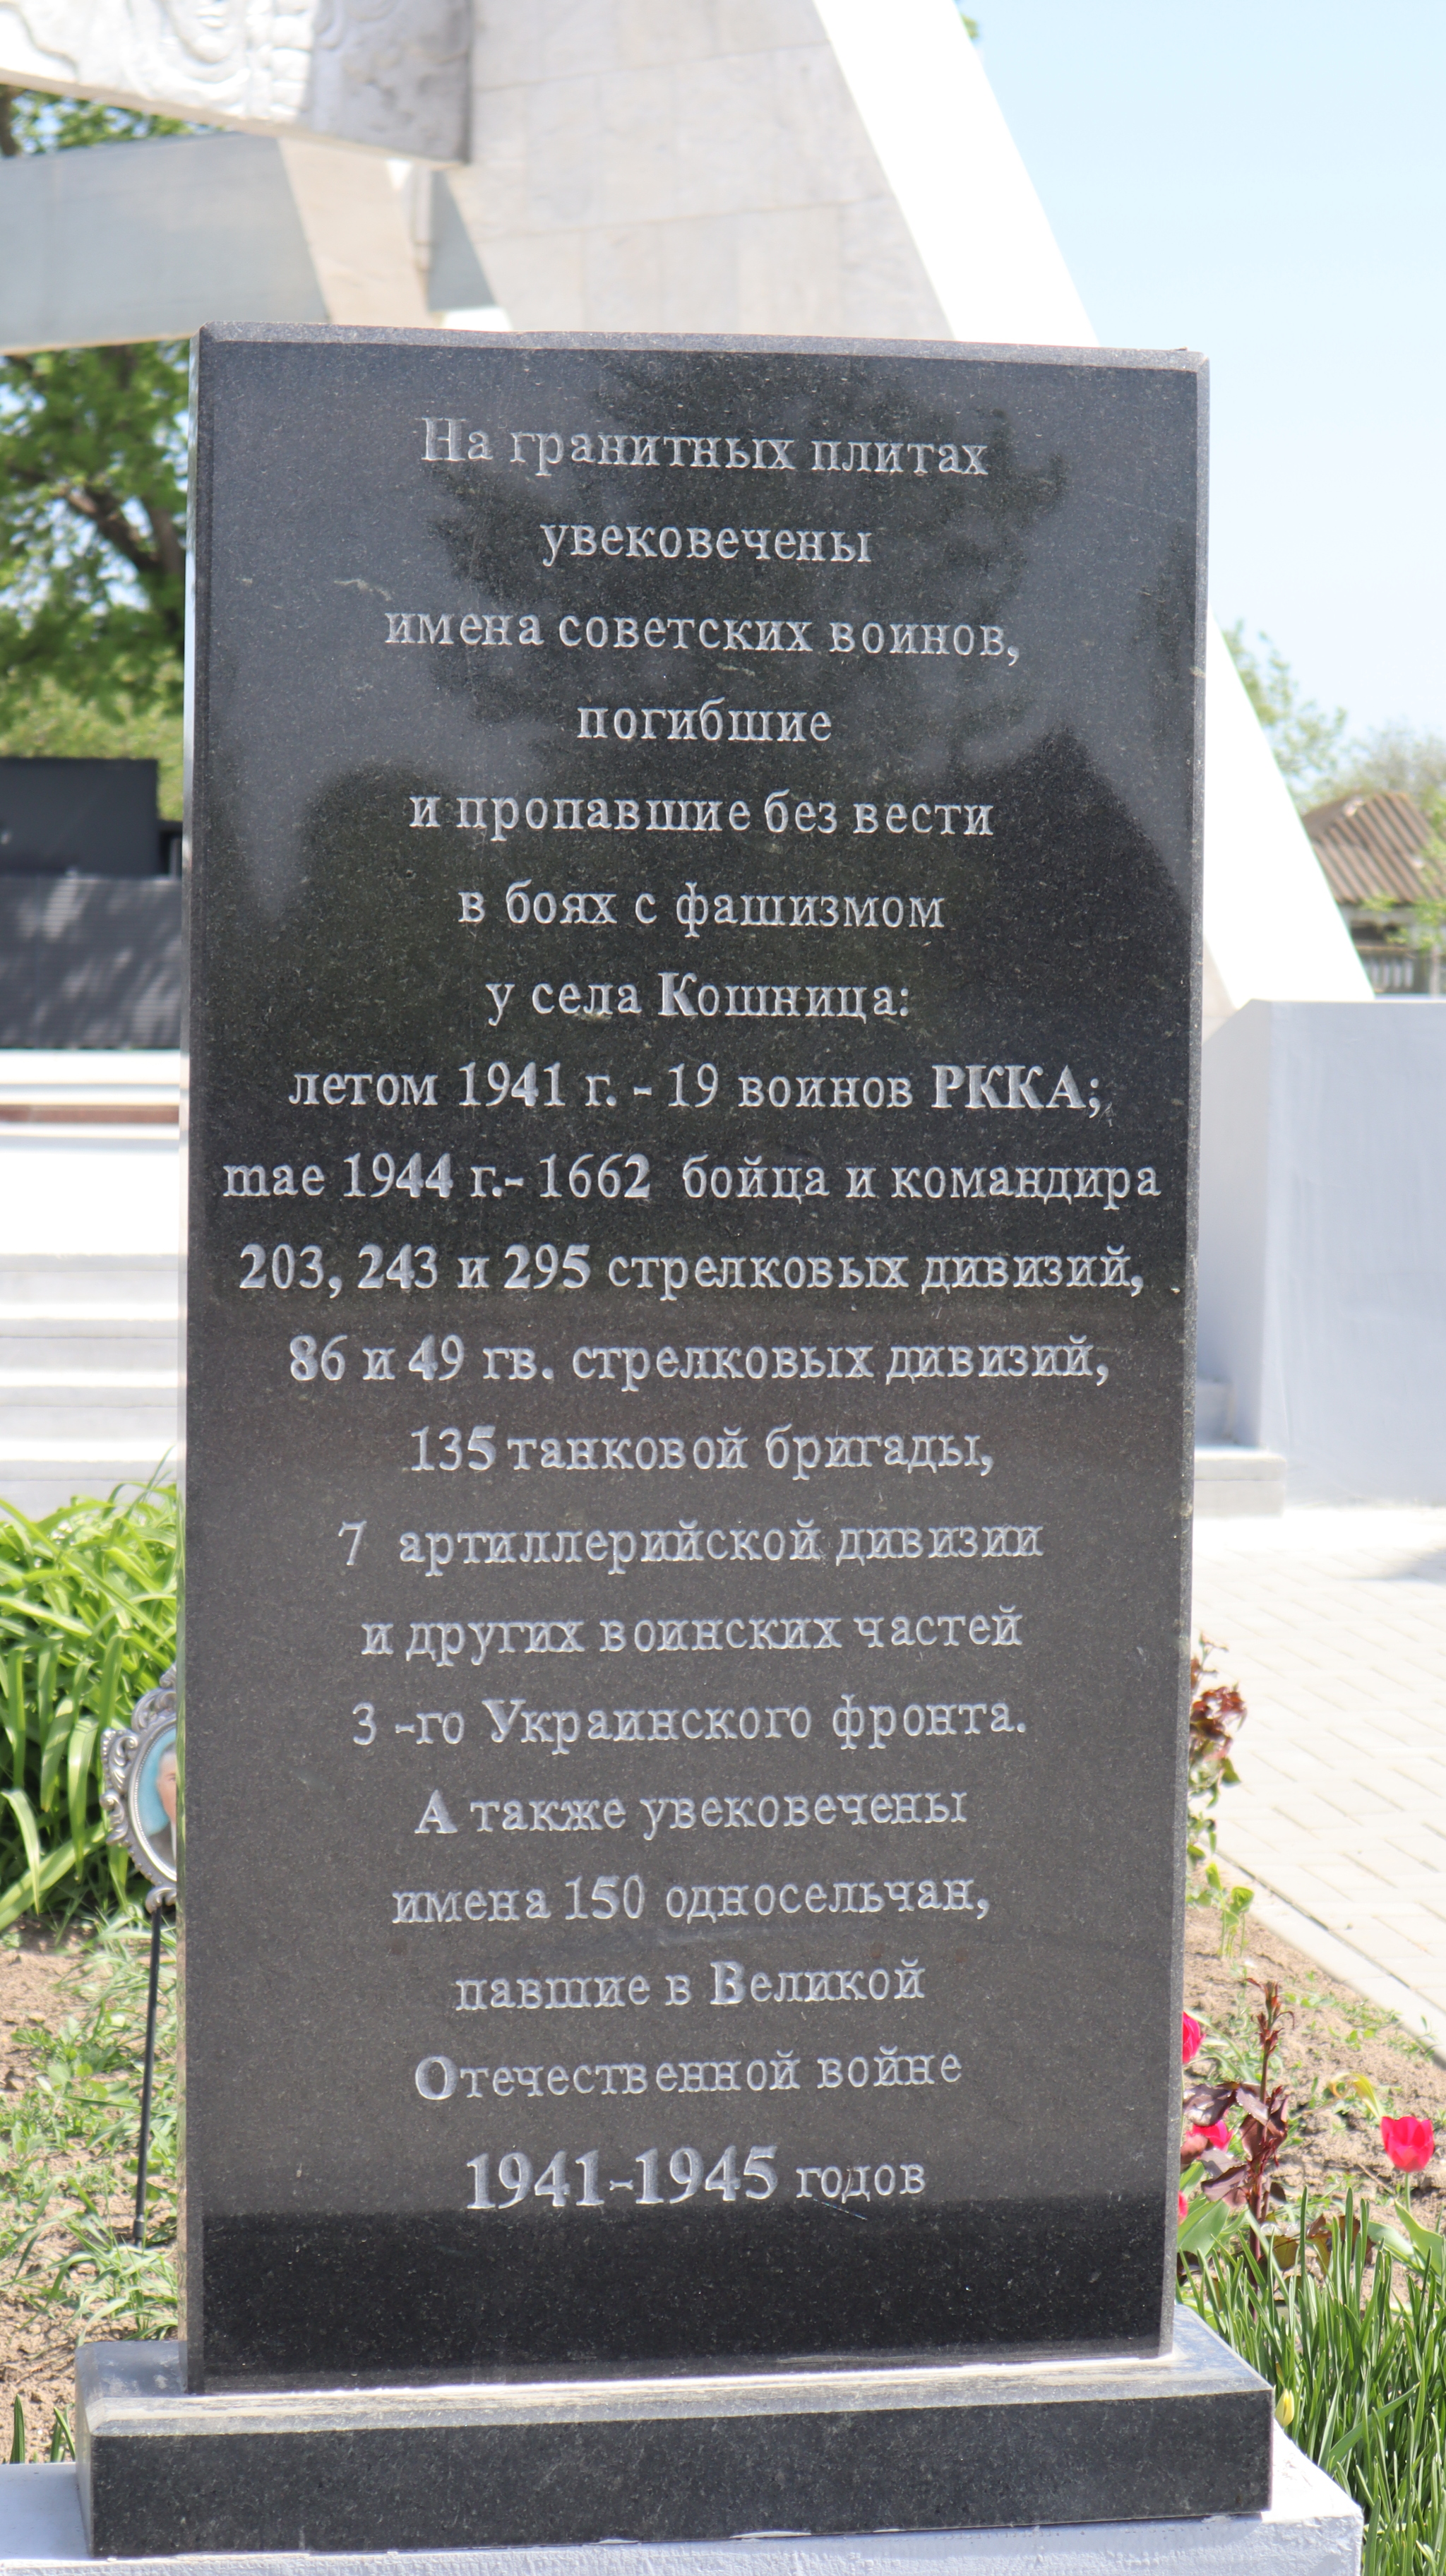 На гранитных плитах
увековечены
имена советских воинов,
погибшие
и пропавшие без вести
в боях с фашизмом
у села Кошница:
летом 1941 г. - 19 воинов РККА;
mae 1944 г.- 1662 бойца и командира
203, 243 и 295 стрелковых дивизий,
86 и 49 гв. стрелковых дивизий,
135 танковой бригады,
7 артиллерийской дивизии
и других воинских частей
3 -го Украинского фронта.
А также увековечены
имена 150 односельчан,
павшие в Великой
Отечественной войне
1941-1945 годов